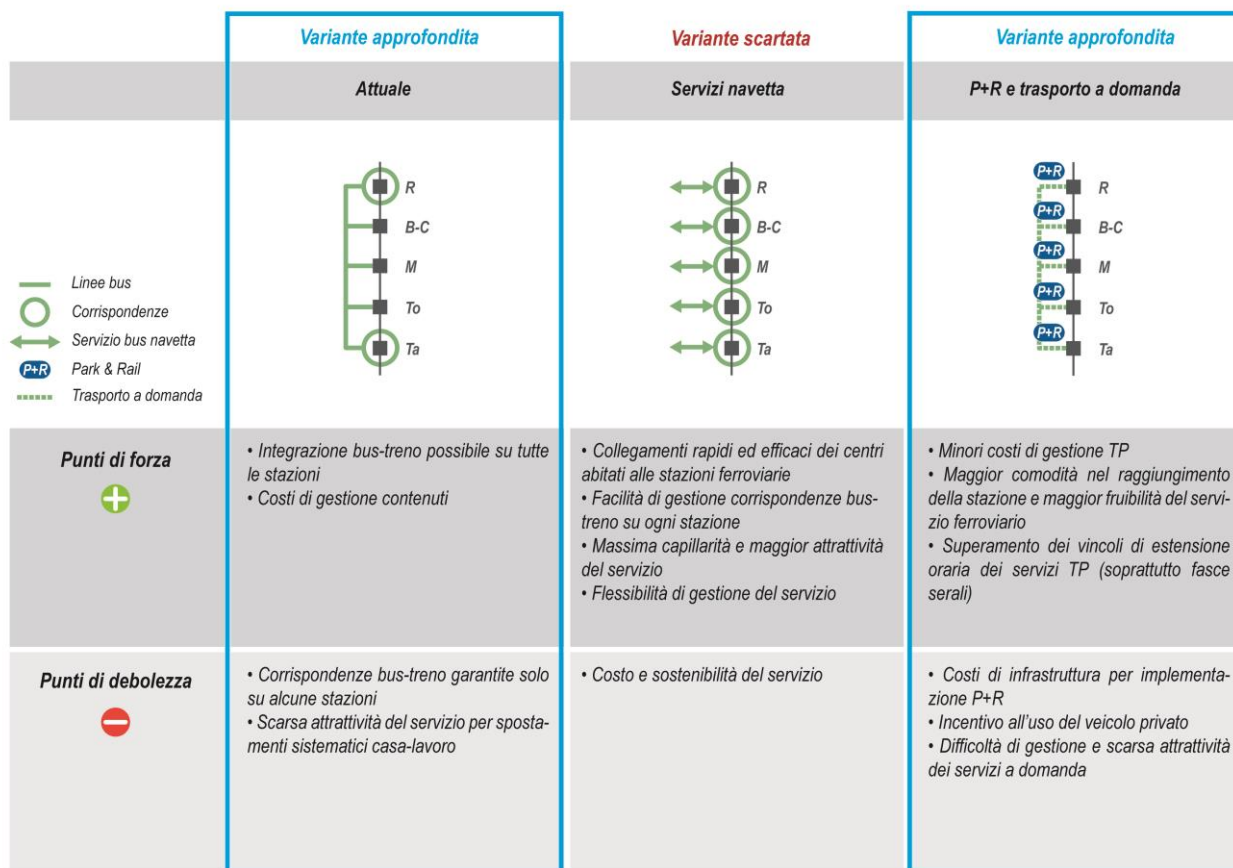 Variante approfondita
Variante scartata
Variante approfondita
Attuale
Servizi navetta
P+R e trasporto a domanda
Linee bus
Corrispondenze
Servizio bus navetta
P+R
Park & Rail
Trasporto a domanda
R
B-C
M
To
Ta
R
B-C
M
To
Ta
P+R
R
P+R
B-C
P+R
M
P+R
To
P+R
Ta
Punti di forza
• Integrazione bus-treno possibile su tutte
le stazioni
• Costi di gestione contenuti
• Collegamenti rapidi ed efficaci dei centri
abitati alle stazioni ferroviarie
• Facilità di gestione corrispondenze bus-
treno su ogni stazione
• Massima capillarità e maggior attrattività
del servizio
• Flessibilità di gestione del servizio
• Minori costi di gestione TP
• Maggior comodità nel raggiungimento
della stazione e maggior fruibilità del servi-
zio ferroviario
• Superamento dei vincoli di estensione
oraria dei servizi TP (soprattutto fasce
serali)
Punti di debolezza
• Corrispondenze bus-treno garantite solo
su alcune stazioni
• Scarsa attrattività del servizio per sposta-
menti sistematici casa-lavoro
• Costo e sostenibilità del servizio
• Costi di infrastruttura per implementa-
zione P+R
• Incentivo all'uso del veicolo privato
• Difficoltà di gestione e scarsa attrattività
dei servizi a domanda